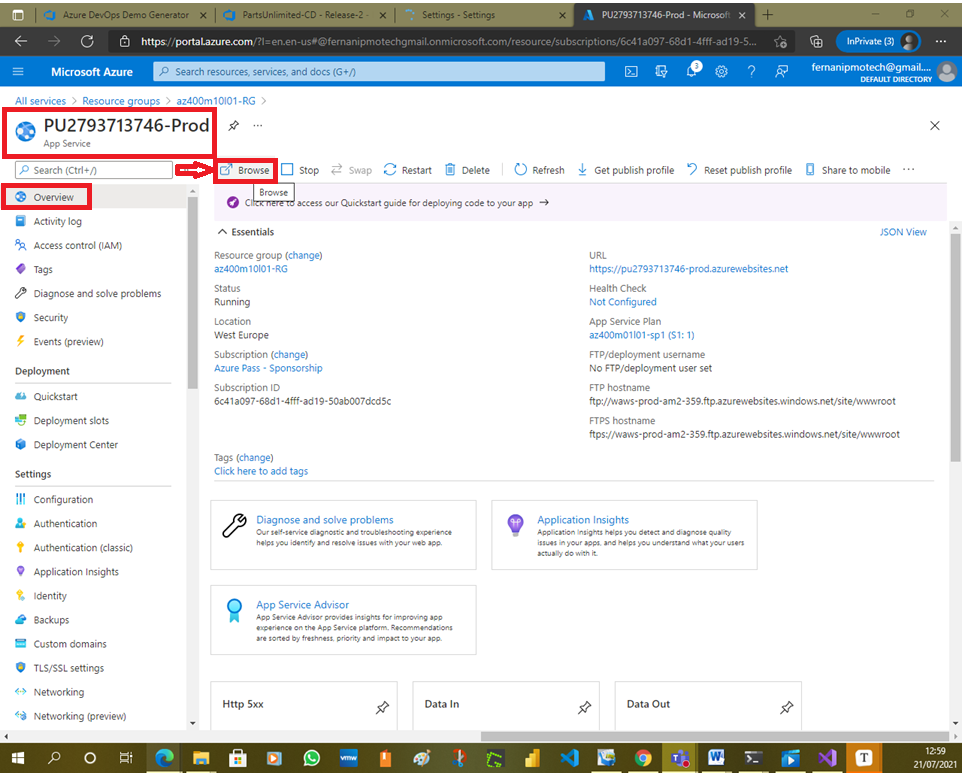 Azure DevOps Demo Generator
PartsUnlimited-CD - Release-2 -
Settings - Settings
PU2793713746-Prod - Microsoft
https://portal.azure.com/?l=en.en-us#@fernanipmotechgmail.onmicrosoft.com/resource/subscriptions/6c41a097-68d1-4fff-ad19-5...
InPrivate (3)
Microsoft Azure
Search resources, services, and docs (G+/)
3
fernanipmotech@gmail....
DEFAULT DIRECTORY
All services > Resource groups > az400m10l01-RG >
PU2793713746-Prod
App Service
Search (Ctrl+/)
Browse
Stop
Swap
Restart
Delete
Refresh
Get publish profile
Reset publish profile
Share to mobile
Browse
Click here to access our Quickstart guide for deploying code to your app →
Overview
Activity log
Access control (IAM)
Tags
Diagnose and solve problems
Security
Events (preview)
Deployment
Quickstart
Deployment slots
Deployment Center
Settings
Configuration
Authentication
Authentication (classic)
Application Insights
Identity
Backups
Custom domains
TLS/SSL settings
Networking
Networking (preview)
Essentials
JSON View
Resource group (change)
az400m10l01-RG
Status
Running
Location
West Europe
Subscription (change)
Azure Pass - Sponsorship
Subscription ID
6c41a097-68d1-4fff-ad19-50ab007dcd5c
URL
https://pu2793713746-prod.azurewebsites.net
Health Check
Not Configured
App Service Plan
az400m01l01-sp1 (S1: 1)
FTP/deployment username
No FTP/deployment user set
FTP hostname
ftp://waws-prod-am2-359.ftp.azurewebsites.windows.net/site/wwwroot
FTPS hostname
ftps://waws-prod-am2-359.ftp.azurewebsites.windows.net/site/wwwroot
Tags (change)
Click here to add tags
Diagnose and solve problems
Our self-service diagnostic and troubleshooting experience
helps you identify and resolve issues with your web app.
Application Insights
Application insights helps you detect and diagnose quality
issues in your apps, and helps you understand what your users
actually do with it.
App Service Advisor
App Service Advisor provides insights for improving app
experience on the App Service platform. Recommendations
are sorted by freshness, priority and impact to your app.
Http 5xx
Data In
Data Out
vmw
T
12:59
21/07/2021